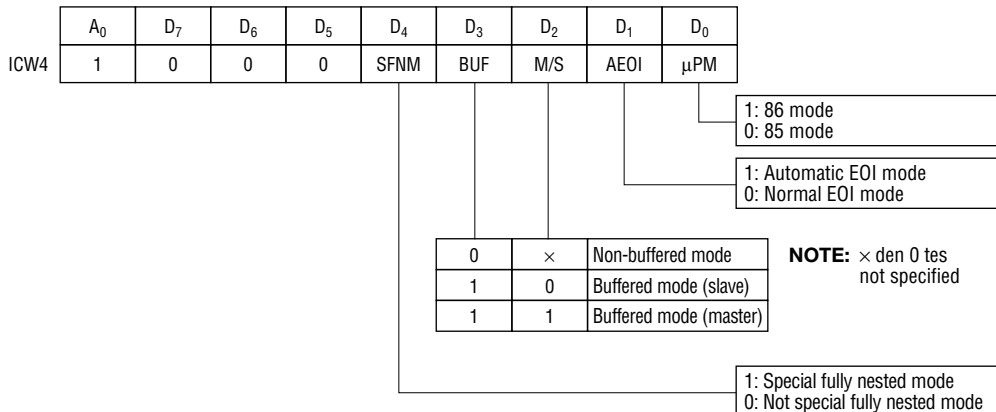 A₀ D₇ D₆ D₅ D₄ D₃ D₂ D₁ D₀
ICW4 1 0 0 0 SFNM BUF M/S AEOI μPM
1: 86 mode
0: 85 mode
1: Automatic EOI mode
0: Normal EOI mode
0 × Non-buffered mode
1 0 Buffered mode (slave)
1 1 Buffered mode (master)
NOTE: × den 0 tes
not specified
1: Special fully nested mode
0: Not special fully nested mode